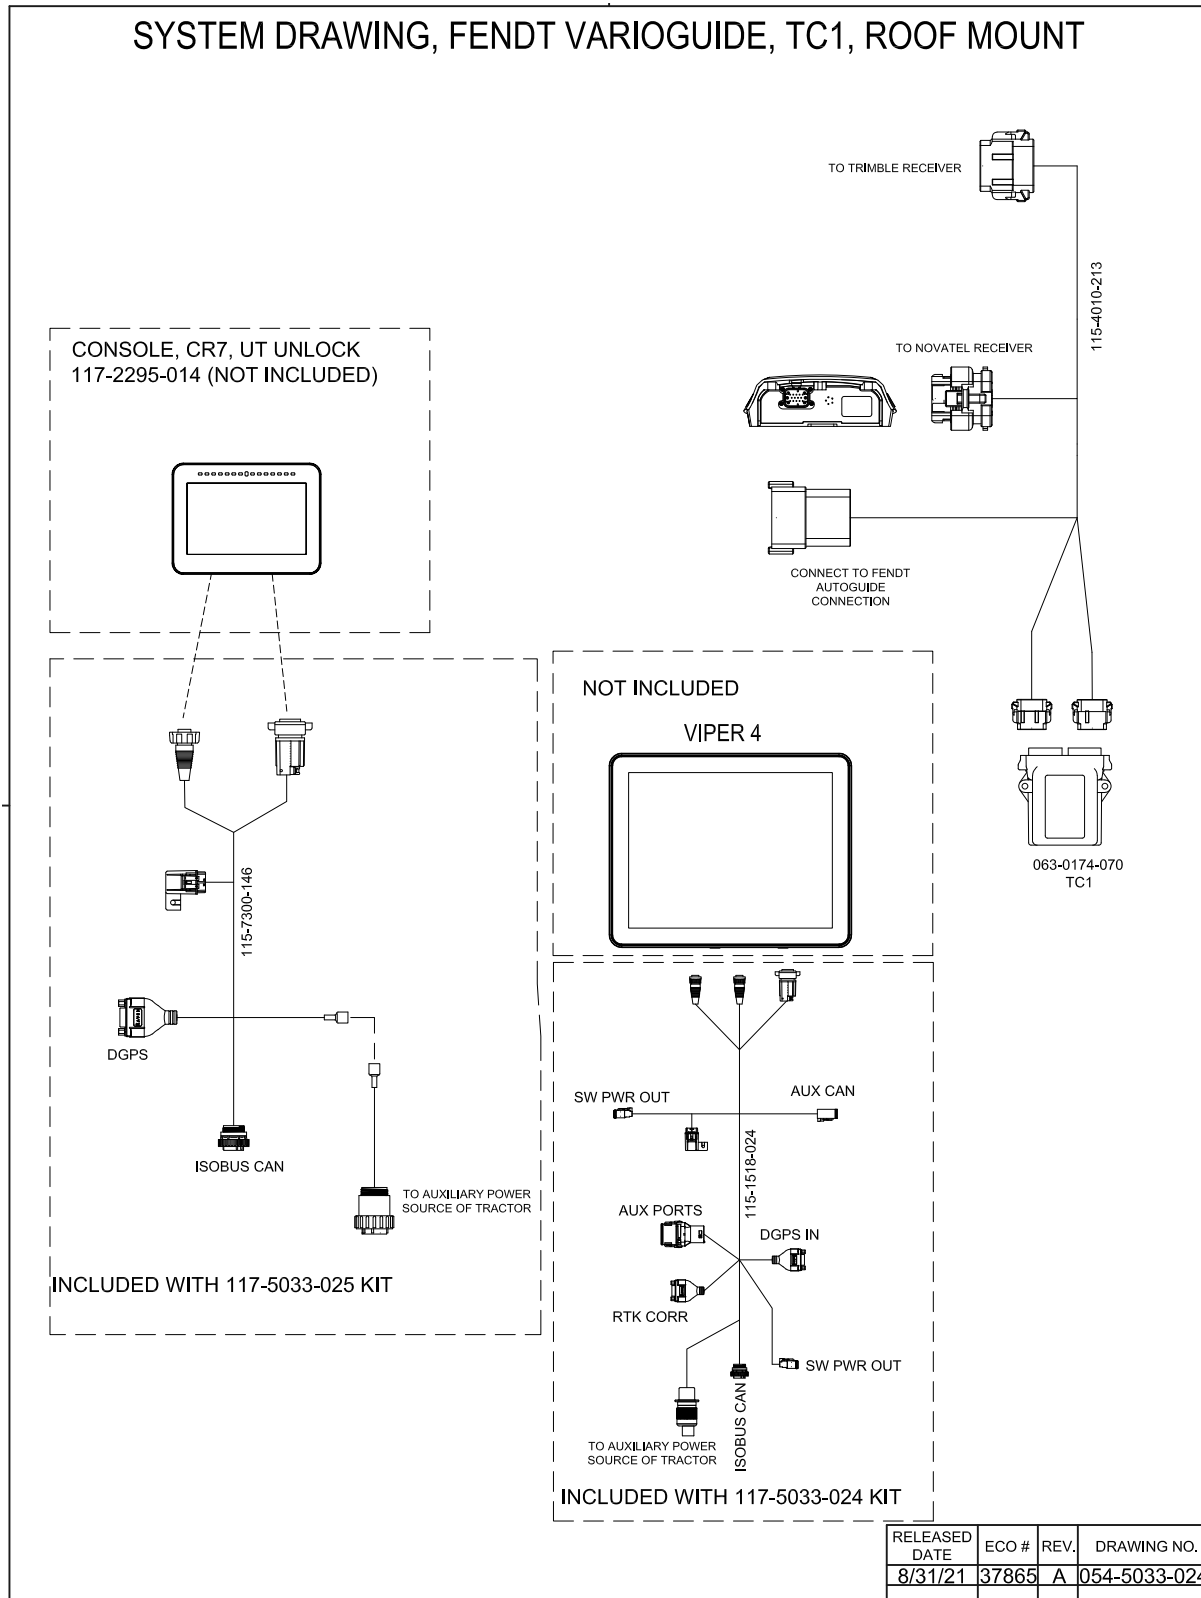 SYSTEM DRAWING, FENDT VARIOGUIDE, TC1, ROOF MOUNT
TO TRIMBLE RECEIVER
115-4010-213
TO NOVATEL RECEIVER
CONNECT TO FENDT
AUTOGUIDE
CONNECTION
063-0174-070
TC1
CONSOLE, CR7, UT UNLOCK
117-2295-014 (NOT INCLUDED)
115-7300-146
DGPS
ISOBUS CAN
TO AUXILIARY POWER
SOURCE OF TRACTOR
INCLUDED WITH 117-5033-025 KIT
NOT INCLUDED
VIPER 4
SW PWR OUT
AUX CAN
115-1518-024
AUX PORTS
DGPS IN
RTK CORR
SW PWR OUT
ISOBUS CAN
TO AUXILIARY POWER
SOURCE OF TRACTOR
INCLUDED WITH 117-5033-024 KIT
RELEASED
DATE
ECO #
REV.
DRAWING NO.
8/31/21
37865
A
054-5033-024